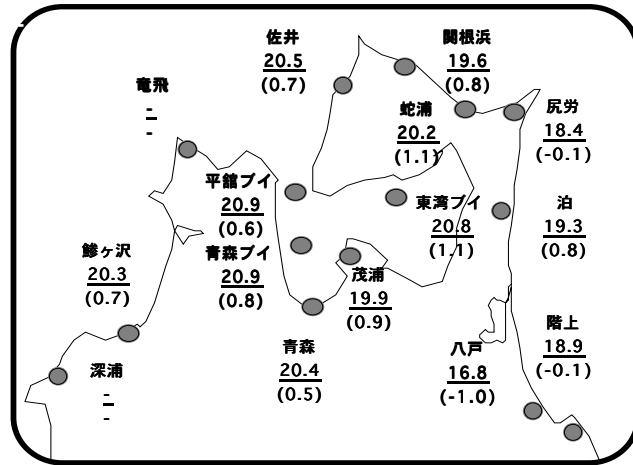 佐井
20.5
(0.7)
関根浜
19.6
(0.8)
竜飛
-
-
蛇浦
20.2
(1.1)
尻労
18.4
(-0.1)
平舘ブイ
20.9
(0.6)
東湾ブイ
20.8
(1.1)
泊
19.3
(0.8)
鰺ヶ沢
20.3
(0.7)
青森ブイ
20.9
(0.8)
茂浦
19.9
(0.9)
青森
20.4
(0.5)
八戸
16.8
(-1.0)
階上
18.9
(-0.1)
深浦
-
-